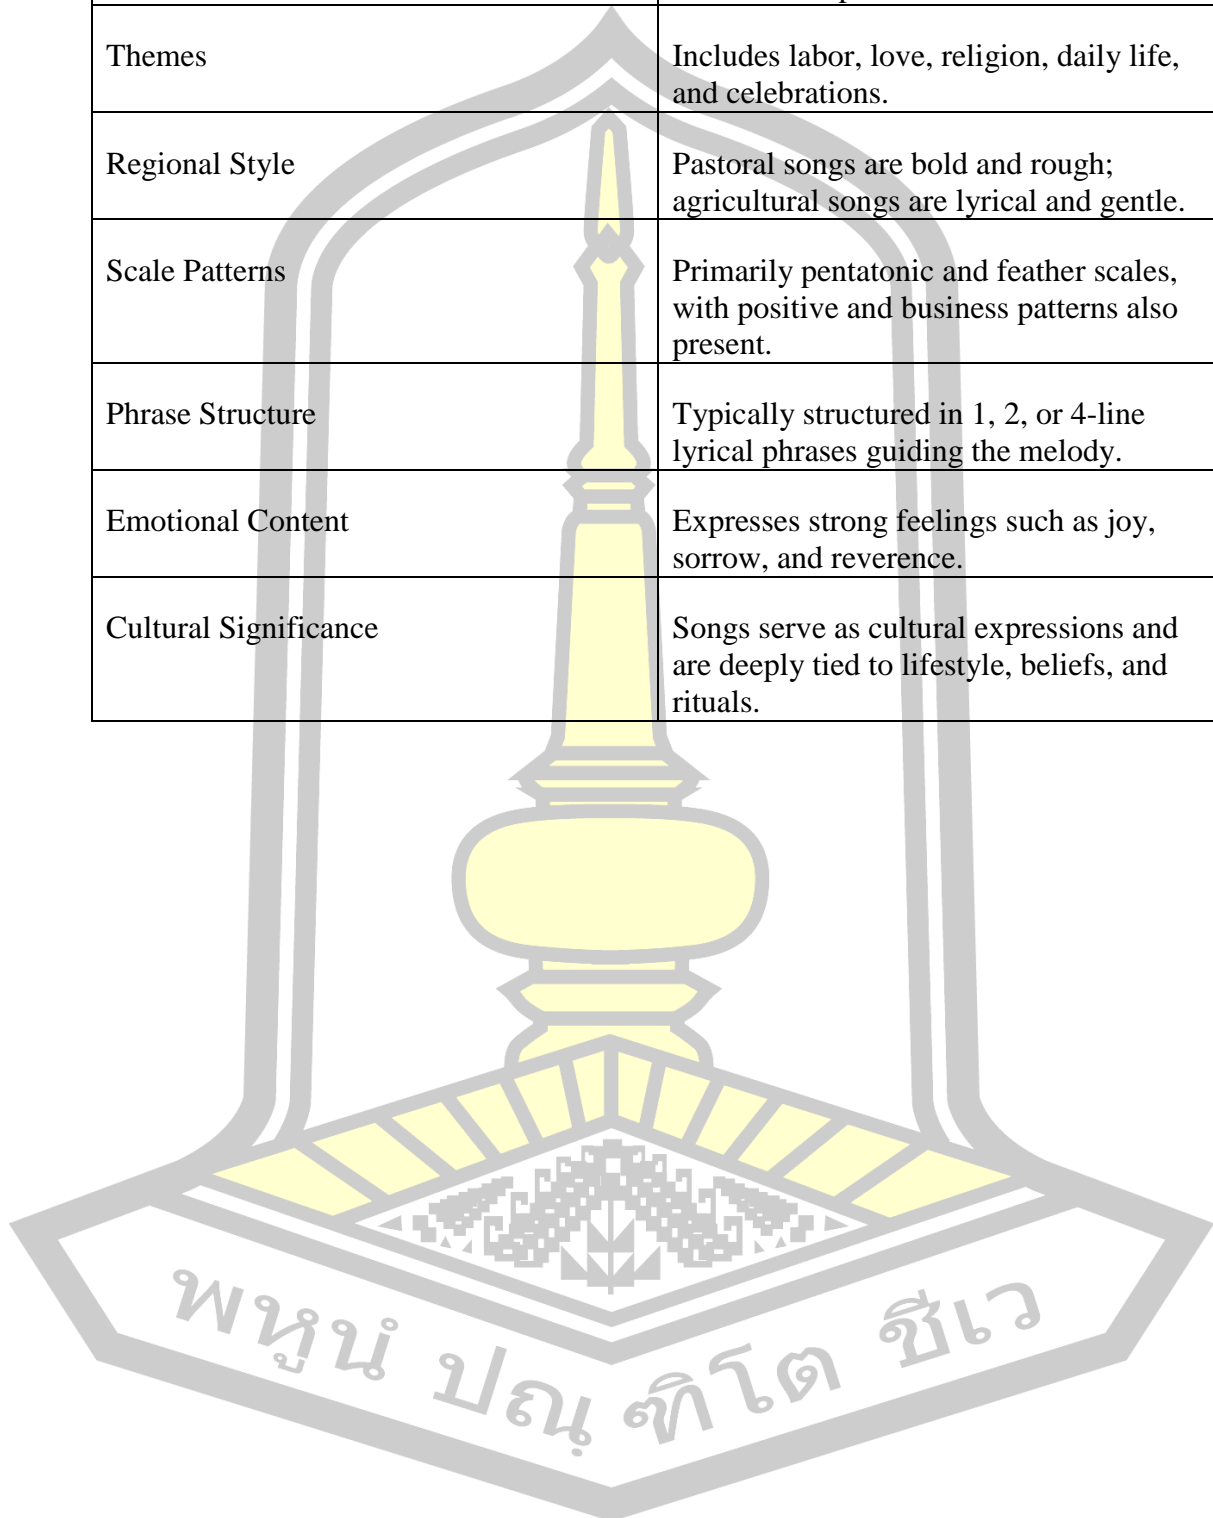 Themes
Includes labor, love, religion, daily life,
and celebrations.
Regional Style
Pastoral songs are bold and rough;
agricultural songs are lyrical and gentle.
Scale Patterns
Primarily pentatonic and feather scales,
with positive and business patterns also
present.
Phrase Structure
Typically structured in 1, 2, or 4-line
lyrical phrases guiding the melody.
Emotional Content
Expresses strong feelings such as joy,
sorrow, and reverence.
Cultural Significance
Songs serve as cultural expressions and
are deeply tied to lifestyle, beliefs, and
rituals.
พหูนํ ปณฺฑิโต ชีเว